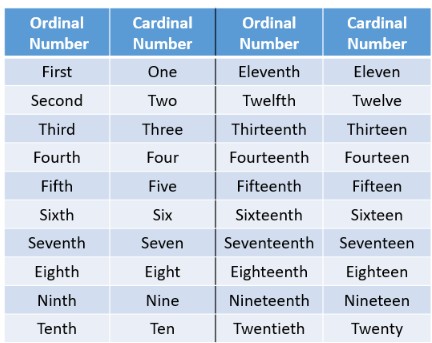 Ordinal Number Cardinal Number Ordinal Number Cardinal Number
First One Eleventh Eleven
Second Two Twelfth Twelve
Third Three Thirteenth Thirteen
Fourth Four Fourteenth Fourteen
Fifth Five Fifteenth Fifteen
Sixth Six Sixteenth Sixteen
Seventh Seven Seventeenth Seventeen
Eighth Eight Eighteenth Eighteen
Ninth Nine Nineteenth Nineteen
Tenth Ten Twentieth Twenty